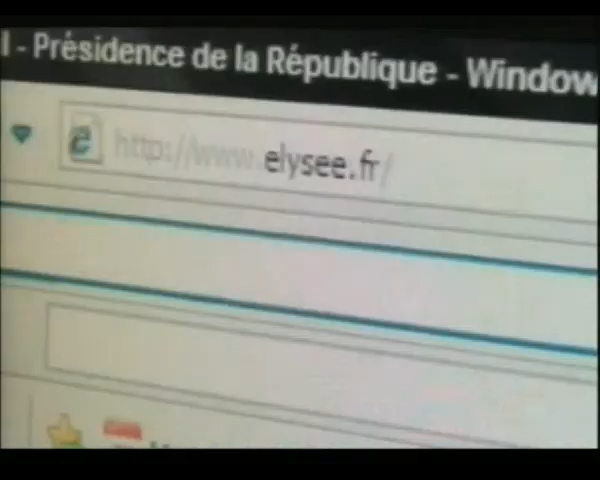 l - Présidence de la République - Window
http://www.elysee.fr/